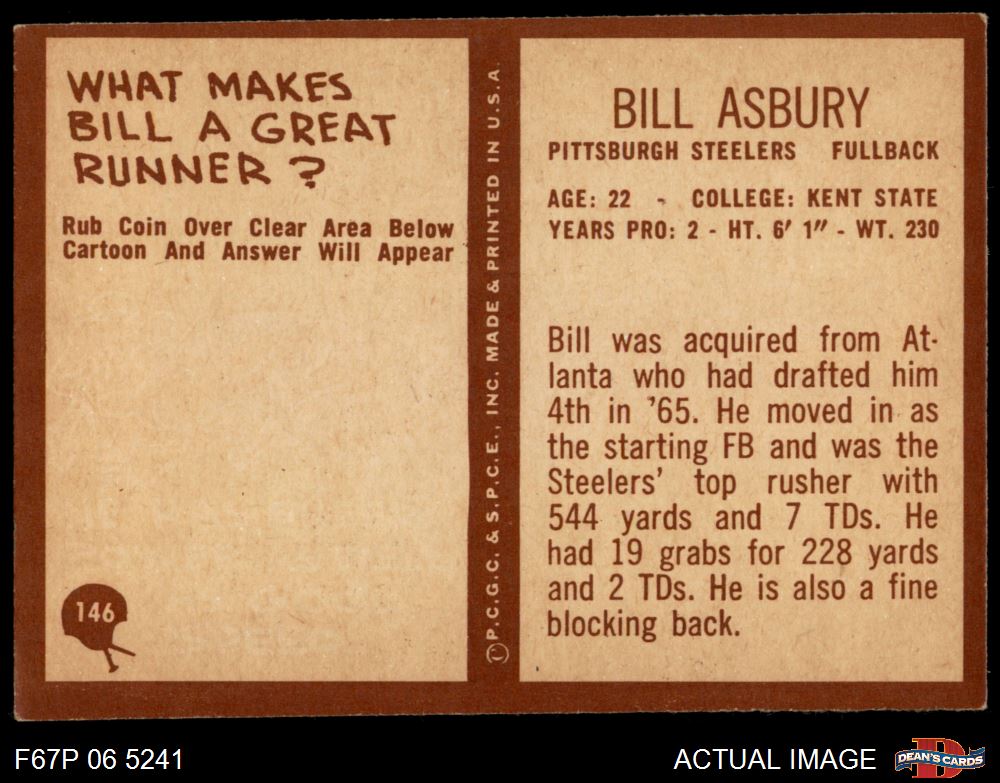 WHAT MAKES
BILL A GREAT
RUNNER ?
Rub Coin Over Clear Area Below
Cartoon And Answer Will Appear
146
©P.C.G.C. & S.P.C.E., INC. MADE & PRINTED IN U.S.A.
BILL ASBURY
PITTSBURGH STEELERS FULLBACK
AGE: 22 - COLLEGE: KENT STATE
YEARS PRO: 2 - HT. 6' 1" - WT. 230
Bill was acquired from At-
lanta who had drafted him
4th in '65. He moved in as
the starting FB and was the
Steelers' top rusher with
544 yards and 7 TDs. He
had 19 grabs for 228 yards
and 2 TDs. He is also a fine
blocking back.
F67P 06 5241
ACTUAL IMAGE
D
DEAN'S CARDS